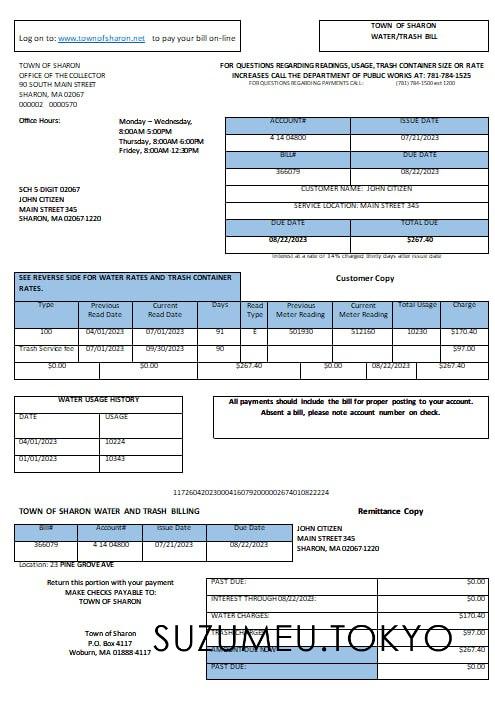 Log on to: www.townofsharon.net to pay your bill on-line
TOWN OF SHARON
WATER/TRASH BILL
TOWN OF SHARON
OFFICE OF THE COLLECTOR
90 SOUTH MAIN STREET
SHARON, MA 02067
000002 0000570
FOR QUESTIONS REGARDING READINGS, USAGE, TRASH CONTAINER SIZE OR RATE
INCREASES CALL THE DEPARTMENT OF PUBLIC WORKS AT: 781-784-1525
FOR QUESTIONS REGARDING PAYMENTS CALL: (781) 784-1500 ext 1200
Office Hours:
Monday – Wednesday,
8:00AM-5:00PM
Thursday, 8:00AM-6:00PM
Friday, 8:00AM-12:30PM
ACCOUNT# ISSUE DATE
4 14 04800 07/21/2023
BILL# DUE DATE
366079 08/22/2023
CUSTOMER NAME: JOHN CITIZEN
SERVICE LOCATION: MAIN STREET 345
DUE DATE TOTAL DUE
08/22/2023 $267.40
Interest at a rate of 14% charged thirty days after issue date
SCH 5-DIGIT 02067
JOHN CITIZEN
MAIN STREET 345
SHARON, MA 02067-1220
SEE REVERSE SIDE FOR WATER RATES AND TRASH CONTAINER
RATES.
Customer Copy
Type Previous Read Date Current Read Date Days Read Type Previous Meter Reading Current Meter Reading Total Usage Charge
100 04/01/2023 07/01/2023 91 E 501930 512160 10230 $170.40
Trash Service fee 07/01/2023 09/30/2023 90 $97.00
$0.00 $0.00 $267.40 $0.00 08/22/2023 $267.40
WATER USAGE HISTORY
DATE USAGE
04/01/2023 10224
01/01/2023 10343
All payments should include the bill for proper posting to your account.
Absent a bill, please note account number on check.
1172604202300041607920000026740108222​24
TOWN OF SHARON WATER AND TRASH BILLING
Remittance Copy
Bill# Account# Issue Date Due Date
366079 4 14 04800 07/21/2023 08/22/2023
JOHN CITIZEN
MAIN STREET 345
SHARON, MA 02067-1220
Location: 23 PINE GROVE AVE
Return this portion with your payment
MAKE CHECKS PAYABLE TO:
TOWN OF SHARON
Town of Sharon
P.O. Box 4117
Woburn, MA 01888-4117
PAST DUE: $0.00
INTEREST THROUGH 08/22/2023: $0.00
WATER CHARGES: $170.40
TRASH CHARGE: $97.00
AMOUNT DUE NOW $267.40
PAST DUE: $0.00
SUZUMEU.TOKYO